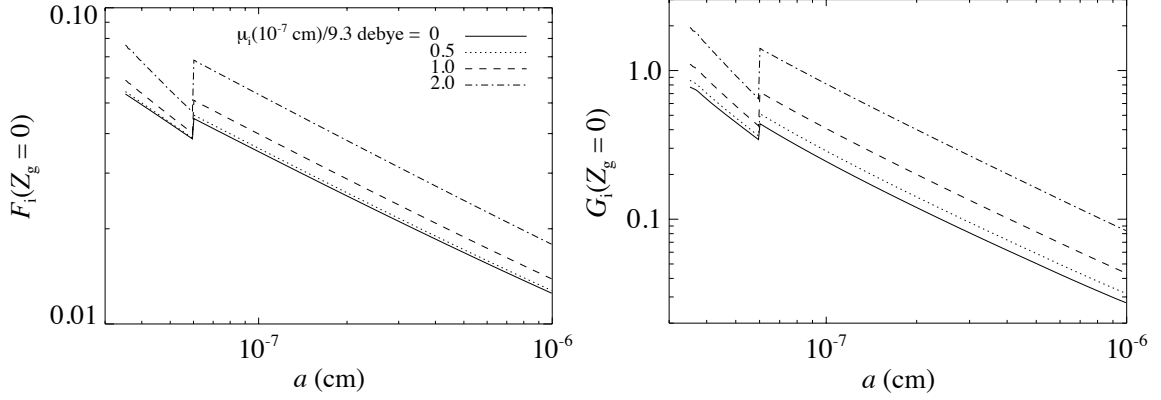 0.10
μi(10-7 cm)/9.3 debye = 0
0.5
1.0
2.0
Fi(Zg = 0)
0.01
10-7
10-6
a (cm)
1.0
Gi(Zg = 0)
0.1
10-7
10-6
a (cm)